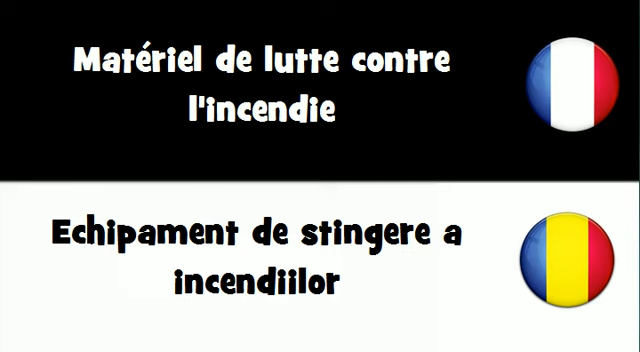 Matériel de lutte contre
l'incendie
Echipament de stingere a
incendiilor